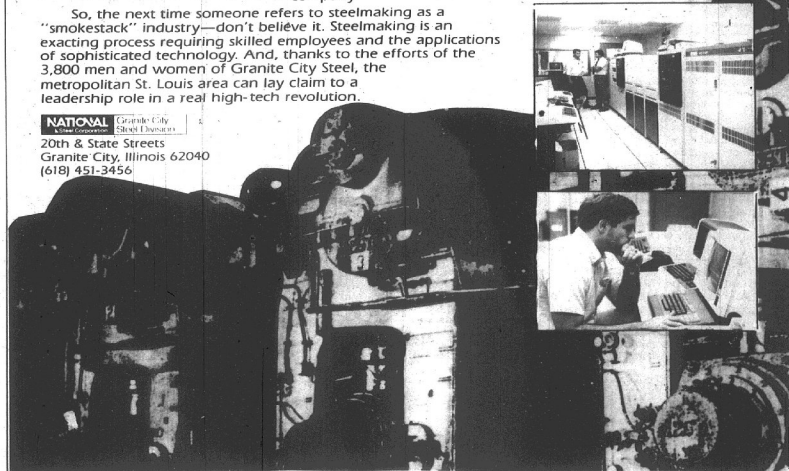 So, the next time someone refers to steelmaking as a
"smokestack" industry—don't believe it. Steelmaking is an
exacting process requiring skilled employees and the applications
of sophisticated technology. And, thanks to the efforts of the
3,800 men and women of Granite City Steel, the
metropolitan St. Louis area can lay claim to a
leadership role in a real high-tech revolution.
NATIONAL Granite City
Steel Corporation Steel Division
20th & State Streets
Granite City, Illinois 62040
(618) 451-3456
3